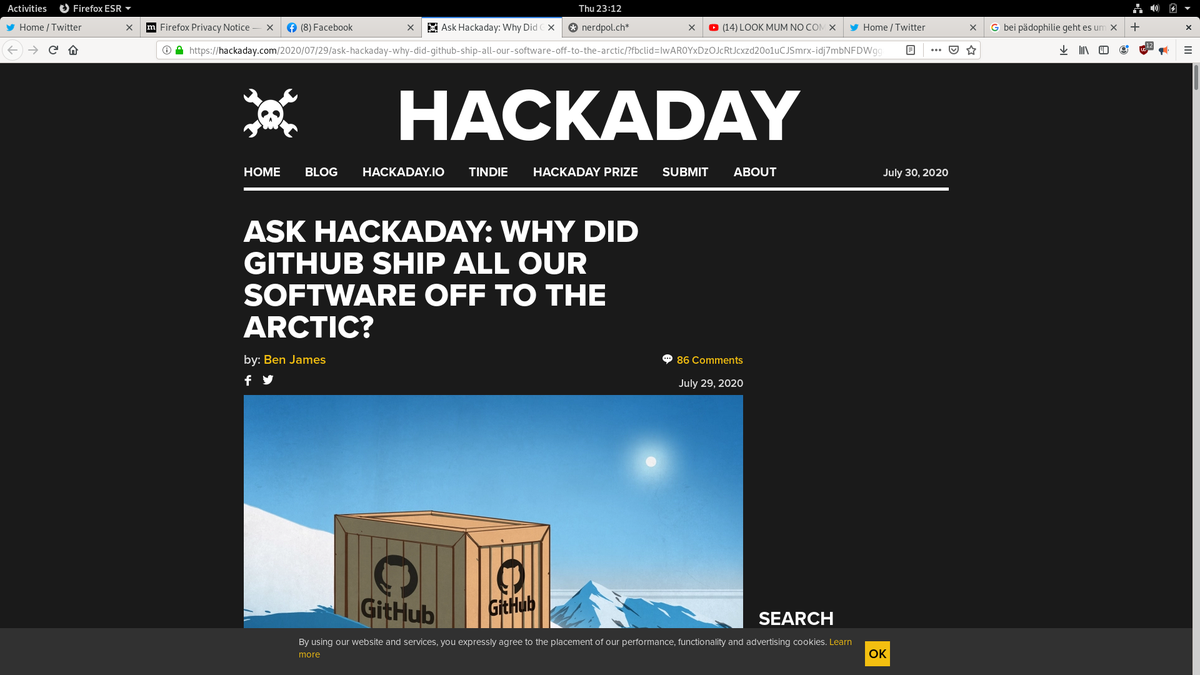 Activities Firefox ESR Thu 23:12
Home / Twitter Firefox Privacy Notice — (8) Facebook Ask Hackaday: Why Did nerdpol.ch* (14) LOOK MUM NO CO Home / Twitter bei pädophilie geht es um
https://hackaday.com/2020/07/29/ask-hackaday-why-did-github-ship-all-our-software-off-to-the-arctic/?fbclid=IwAR0YxDzOJcRtJcxzd20o1uCJSmrx-idj7mbNFDWg 12
HACKADAY
HOME BLOG HACKADAY.IO TINDIE HACKADAY PRIZE SUBMIT ABOUT July 30, 2020
ASK HACKADAY: WHY DID
GITHUB SHIP ALL OUR
SOFTWARE OFF TO THE
ARCTIC?
by: Ben James 86 Comments
July 29, 2020
GitHub GitHub
SEARCH
By using our website and services, you expressly agree to the placement of our performance, functionality and advertising cookies. Learn
more
OK